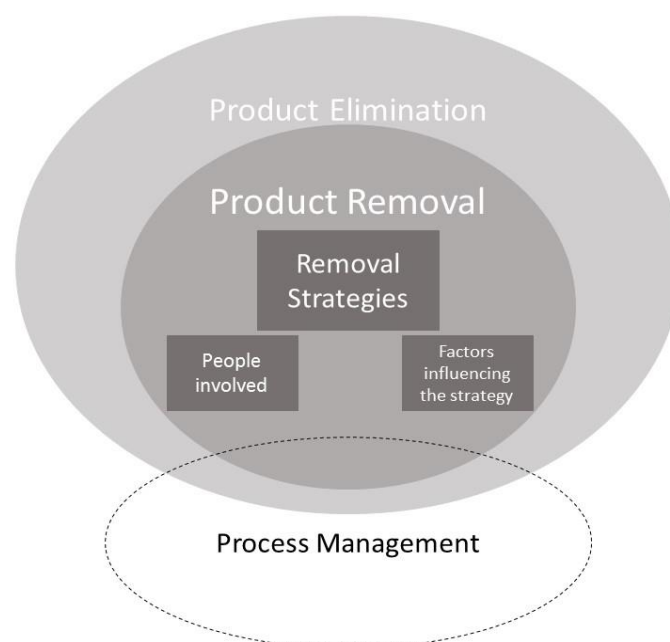 Product Elimination
Product Removal
Removal
Strategies
People
involved
Factors
influencing
the strategy
Process Management